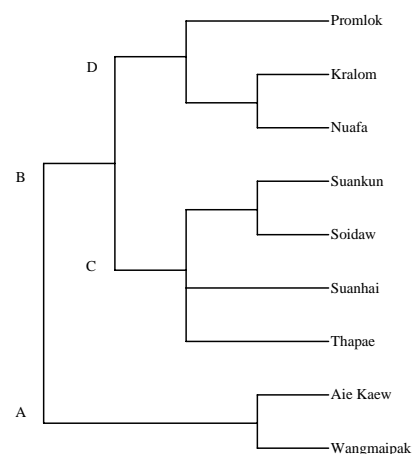 Promlok
D
Kralom
Nuafa
B
Suankun
Soidaw
C
Suanhai
Thapae
Aie Kaew
A
Wangmaipak